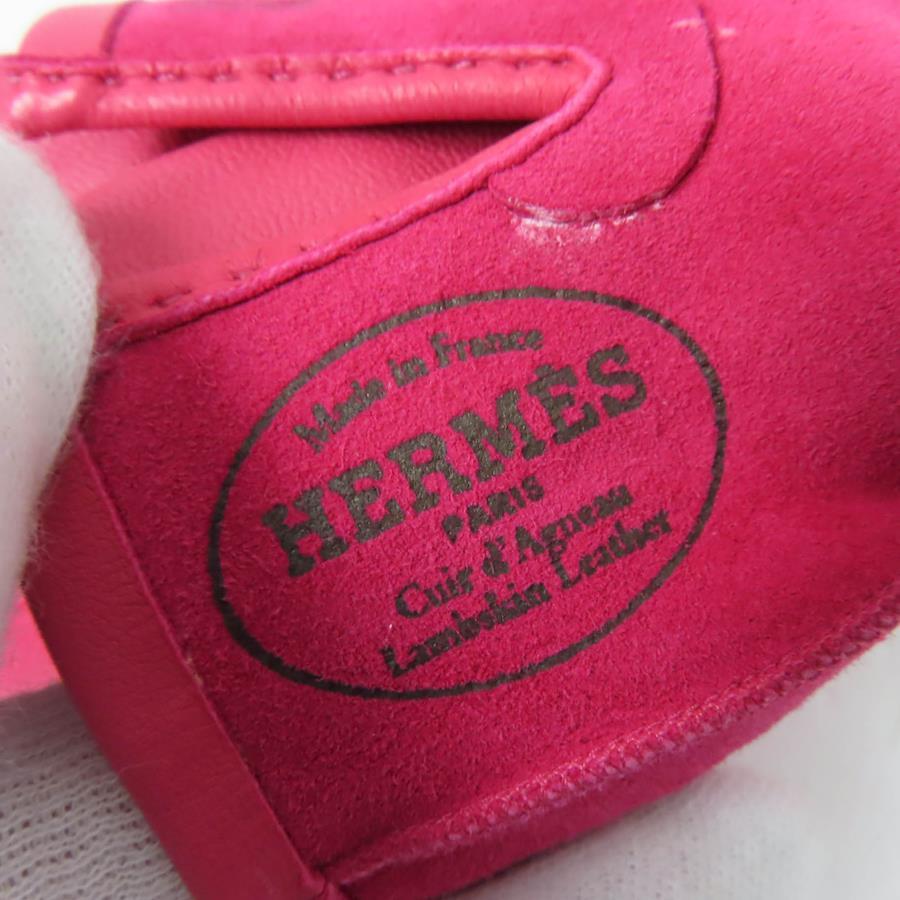 Made in France
HERMÈS
PARIS
Cuir d'Agneau
Lambskin Leather